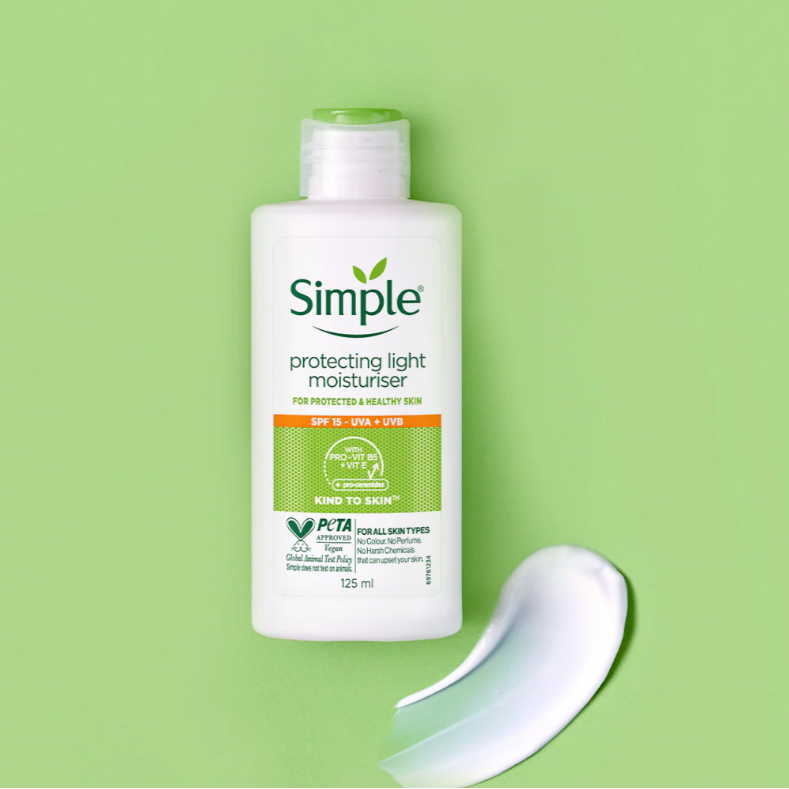 Simple®
protecting light
moisturiser
FOR PROTECTED & HEALTHY SKIN
SPF 15 - UVA + UVB
WITH
PRO-VIT B5
+ VIT E
+ pro-ceramides
KIND TO SKIN™
PETA
APPROVED
Vegan
Global Animal Test Policy
Simple does not test on animals.
FOR ALL SKIN TYPES
No Colour. No Perfume.
No Harsh Chemicals
that can upset your skin.
69761234
125 ml